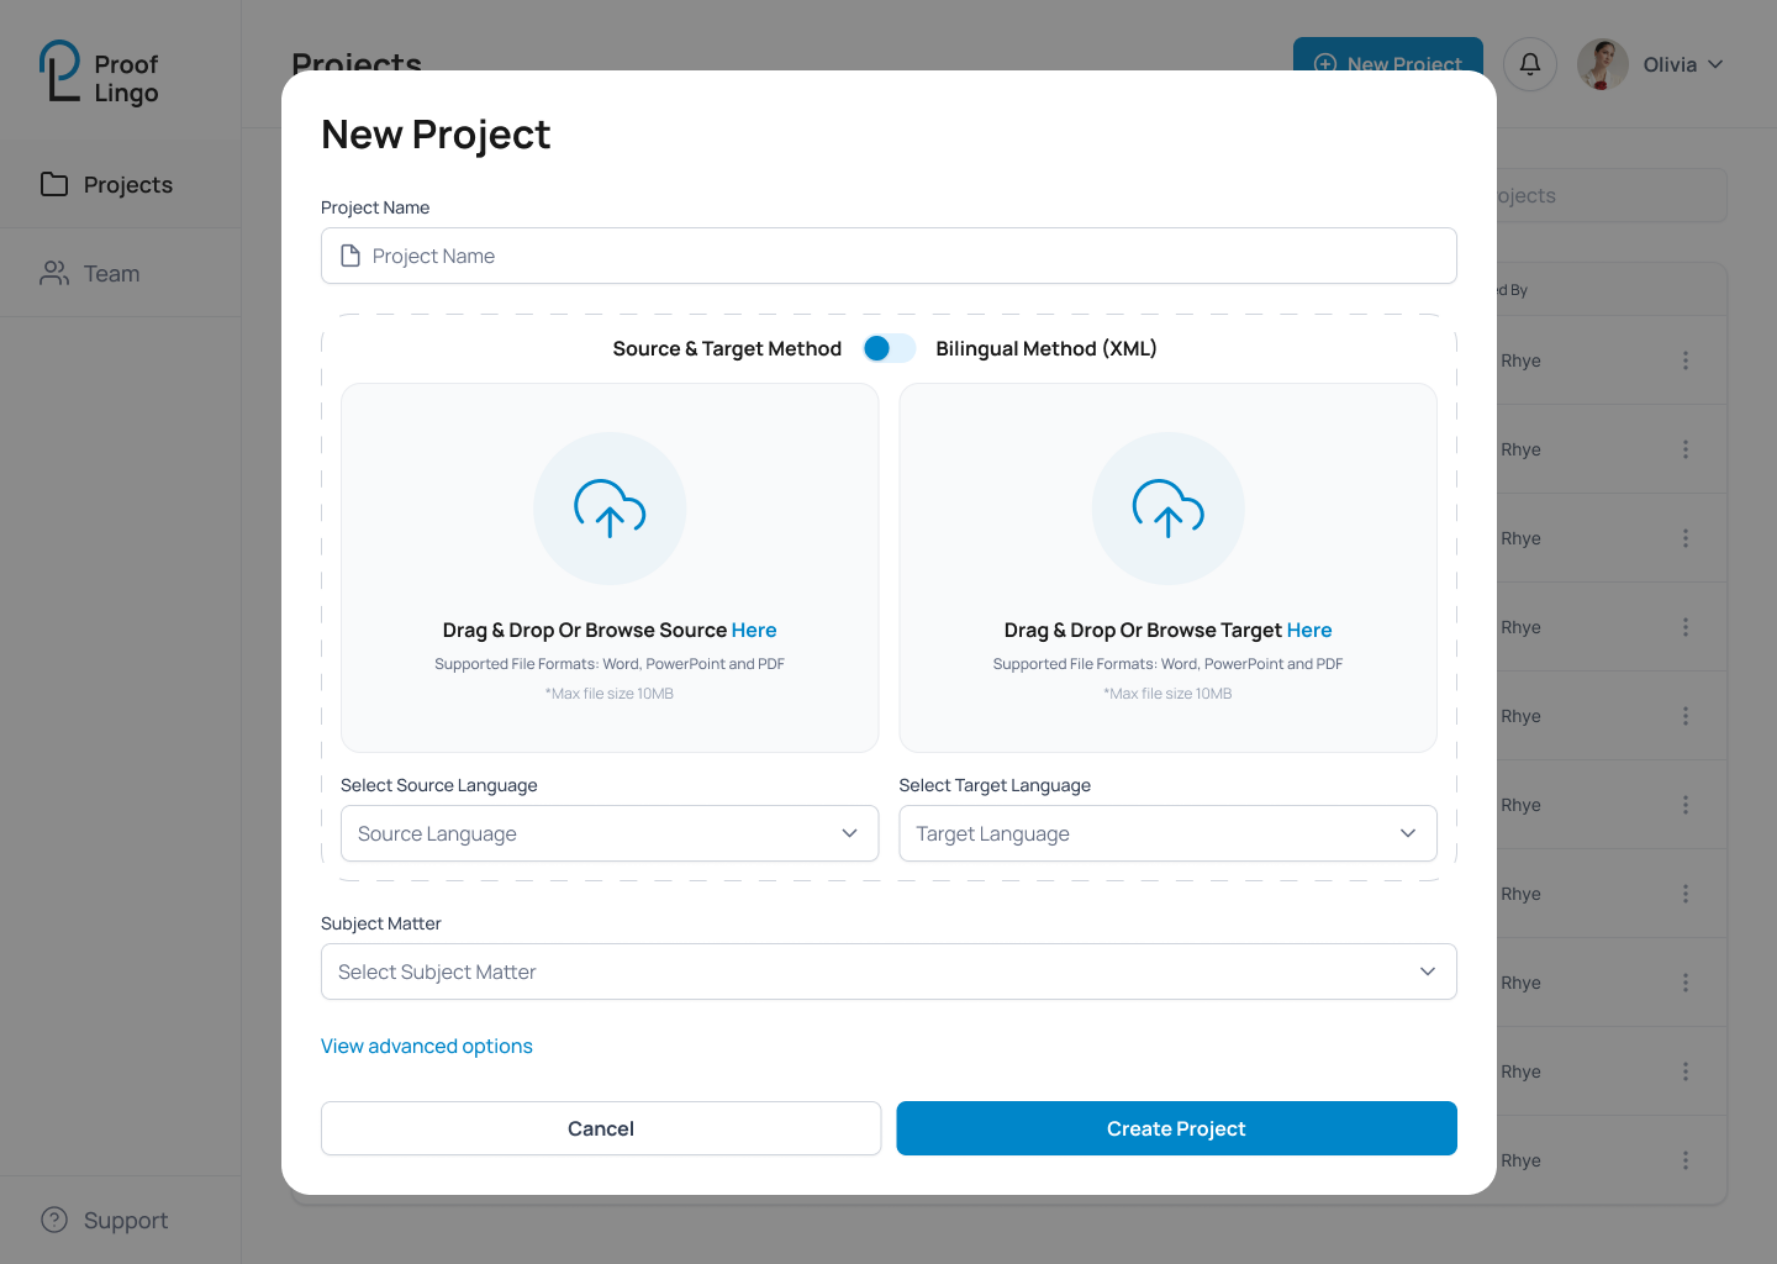 Proof
Lingo
Projects
Team
Support
Projects
New Project
Olivia
New Project
Project Name
Project Name
Source & Target Method
Bilingual Method (XML)
Drag & Drop Or Browse Source Here
Supported File Formats: Word, PowerPoint and PDF
*Max file size 10MB
Drag & Drop Or Browse Target Here
Supported File Formats: Word, PowerPoint and PDF
*Max file size 10MB
Select Source Language
Source Language
Select Target Language
Target Language
Subject Matter
Select Subject Matter
View advanced options
Cancel
Create Project
ojects
ed By
Rhye
Rhye
Rhye
Rhye
Rhye
Rhye
Rhye
Rhye
Rhye
Rhye